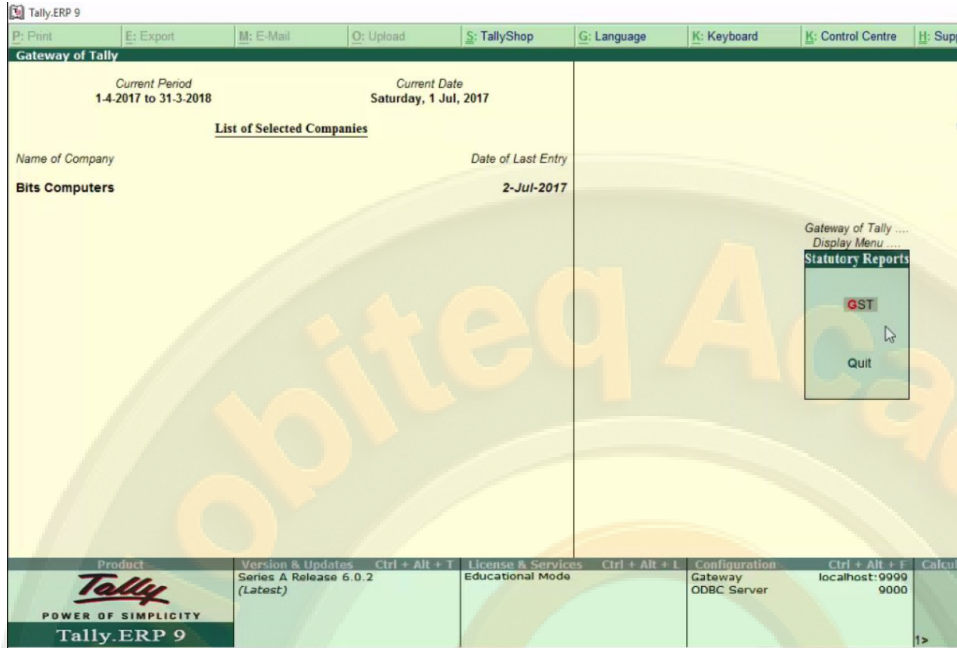 Tally.ERP 9
P: Print E: Export M: E-Mail O: Upload S: TallyShop G: Language K: Keyboard K: Control Centre H: Supp
Gateway of Tally
Current Period Current Date
1-4-2017 to 31-3-2018 Saturday, 1 Jul, 2017
List of Selected Companies
Name of Company Date of Last Entry
Bits Computers 2-Jul-2017
Gateway of Tally ....
Display Menu ....
Statutory Reports
GST
Quit
obiteq Aca
Product Version & Updates Ctrl + Alt + T License & Services Ctrl + Alt + L Configuration Ctrl + Alt + F Calcul
Tally
POWER OF SIMPLICITY
Tally.ERP 9
Series A Release 6.0.2
(Latest)
Educational Mode
Gateway localhost:9999
ODBC Server 9000
1>